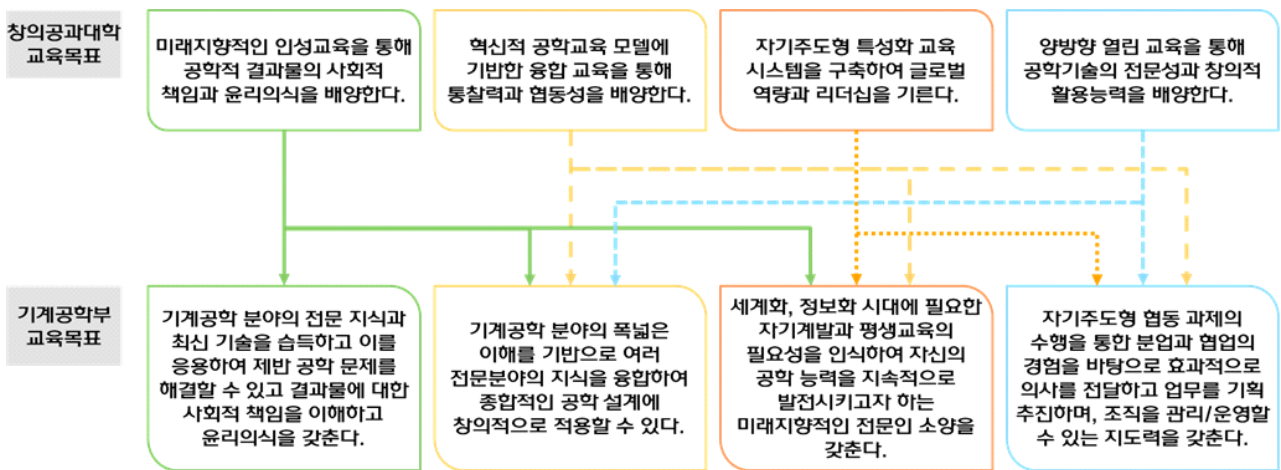 창의공과대학
교육목표
미래지향적인 인성교육을 통해
공학적 결과물의 사회적
책임과 윤리의식을 배양한다.
혁신적 공학교육 모델에
기반한 융합 교육을 통해
통찰력과 협동성을 배양한다.
자기주도형 특성화 교육
시스템을 구축하여 글로벌
역량과 리더십을 기른다.
양방향 열린 교육을 통해
공학기술의 전문성과 창의적
활용능력을 배양한다.
기계공학부
교육목표
기계공학 분야의 전문 지식과
최신 기술을 습득하고 이를
응용하여 제반 공학 문제를
해결할 수 있고 결과물에 대한
사회적 책임을 이해하고
윤리의식을 갖춘다.
기계공학 분야의 폭넓은
이해를 기반으로 여러
전문분야의 지식을 융합하여
종합적인 공학 설계에
창의적으로 적용할 수 있다.
세계화, 정보화 시대에 필요한
자기계발과 평생교육의
필요성을 인식하여 자신의
공학 능력을 지속적으로
발전시키고자 하는
미래지향적인 전문인 소양을
갖춘다.
자기주도형 협동 과제의
수행을 통한 분업과 협업의
경험을 바탕으로 효과적으로
의사를 전달하고 업무를 기획
추진하며, 조직을 관리/운영할
수 있는 지도력을 갖춘다.